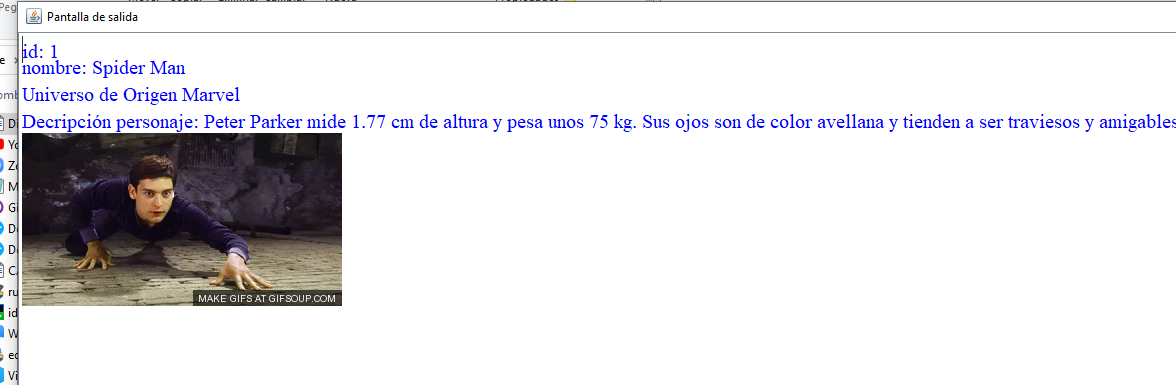 Pantalla de salida
id: 1
nombre: Spider Man
Universo de Origen Marvel
Decripción personaje: Peter Parker mide 1.77 cm de altura y pesa unos 75 kg. Sus ojos son de color avellana y tienden a ser traviesos y amigables
MAKE GIFS AT GIFSOUP.COM